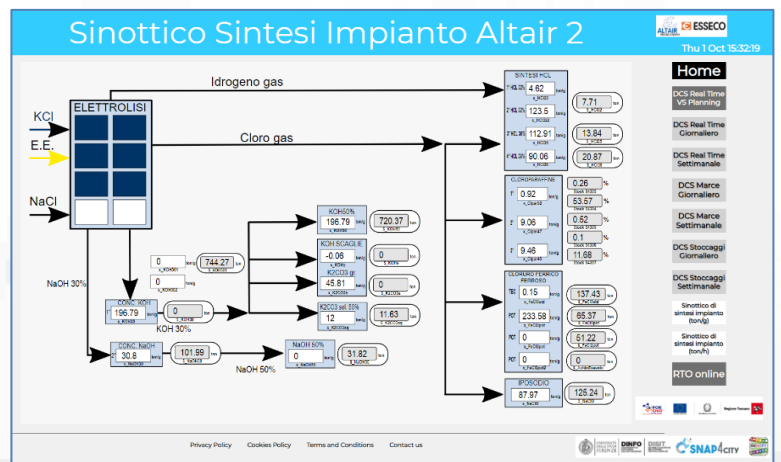 Sinottico Sintesi Impianto Altair 2
ALTAIR
ESSECO
Thu 1 Oct 15:32:19
Home
DCS Real Time
VS Planning
DCS Real Time
Giornaliero
DCS Real Time
Settimanale
DCS Marce
Giornaliero
DCS Marce
Settimanale
DCS Stoccaggi
Giornaliero
DCS Stoccaggi
Settimanale
Sinottico di
sintesi impianto
(ton/g)
Sinottico di
sintesi impianto
(ton/h)
RTO online
Idrogeno gas
ELETTROLISI
KCl
E.E.
Cloro gas
NaCl
NaOH 30%
SINTESI HCL
4.62
7.71
123.5
112.91
13.84
90.06
20.87
CLOROPARAFFINE
1° 0.92
0.26 %
53.57 %
2° 9.06
0.52 %
0.1 %
3° 9.46
11.68 %
CLORURO FERRICO
FERROSO
0.15
137.43
POT 233.58
65.37
POT 0
51.22
POT 0
0
IPOSODIO
87.97
125.24
KOH50%
196.79
720.37
KOH SCAGLIE
-0.06
0
K2CO3 gr.
45.81
0
K2CO3 sol. 50%
12
11.63
0
744.27
0
CONC. KOH
196.79
0
KOH 30%
CONC. NaOH
30.8
101.99
NaOH 50%
NaOH 50%
0
31.82
Privacy Policy Cookies Policy Terms and Conditions Contact us
DINFO
DISIT
SNAP4CITY